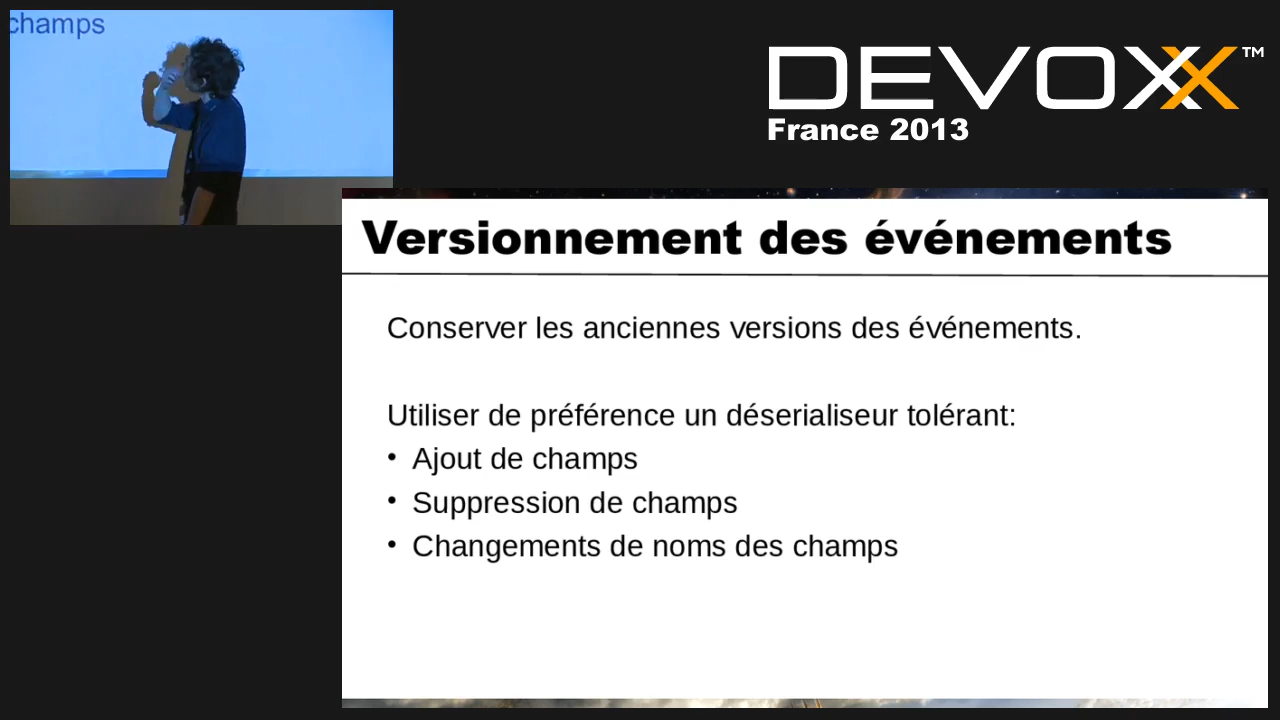 champs
DEVOXX™
France 2013
Versionnement des événements
Conserver les anciennes versions des événements.
Utiliser de préférence un déserialiseur tolérant:
• Ajout de champs
• Suppression de champs
• Changements de noms des champs